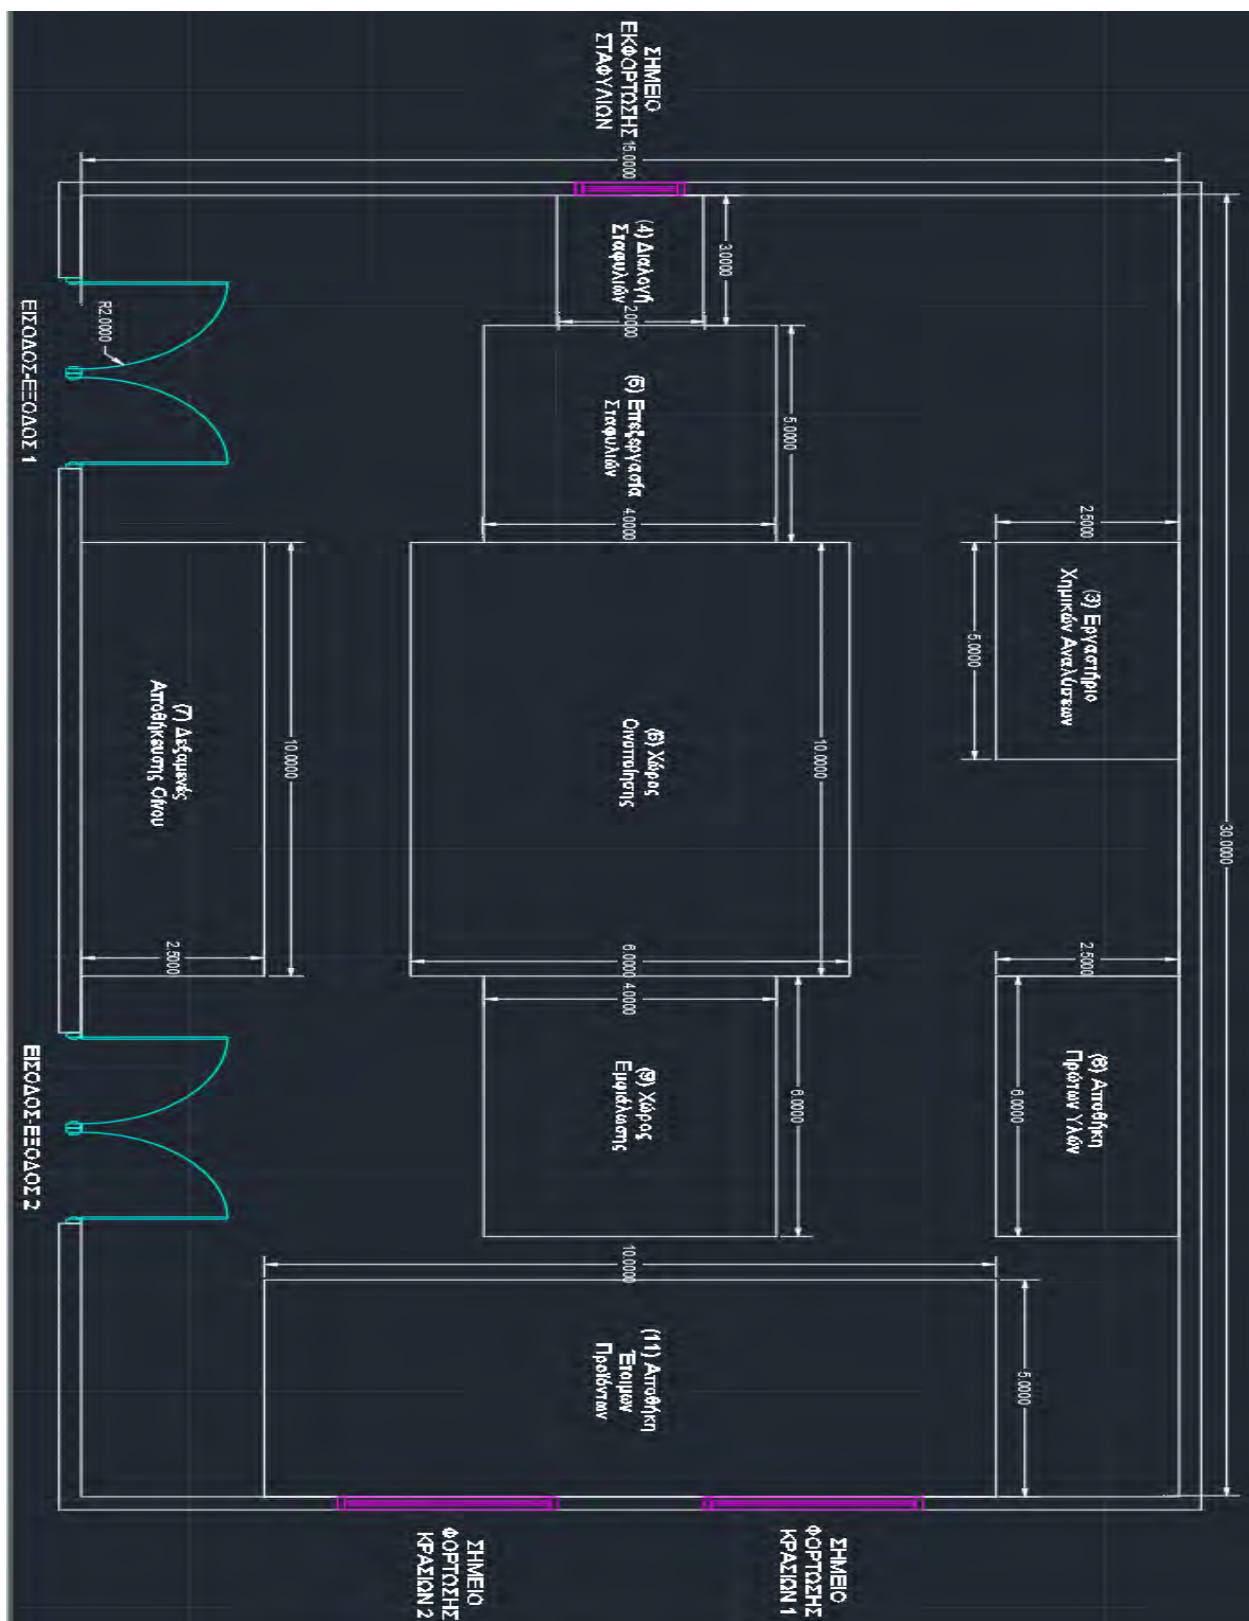 30.0000
2.5000
(3) Εργαστήριο
Χημικών Αναλύσεων
5.0000
2.5000
(8) Αποθήκη
Πρώτων Υλών
6.0000
5.0000
ΣΗΜΕΙΟ
ΦΟΡΤΩΣΗΣ
ΚΡΑΣΙΩΝ 1
3.0000
5.0000
10.0000
6.0000
ΣΗΜΕΙΟ
ΕΚΦΟΡΤΩΣΗΣ
ΣΤΑΦΥΛΙΩΝ
15.0000
(4) Διαλογή
Σταφυλιών
2.0000
(5) Επεξεργασία
Σταφυλιών
4.0000
(6) Χώρος
Οινοποίησης
6.0000
4.0000
(9) Χώρος
Εμφιάλωσης
10.0000
(11) Αποθήκη
Έτοιμων
Προϊόντων
ΣΗΜΕΙΟ
ΦΟΡΤΩΣΗΣ
ΚΡΑΣΙΩΝ 2
10.0000
R2.0000
(7) Δεξαμενές
Αποθήκευσης Οίνου
2.5000
ΕΙΣΟΔΟΣ-ΕΞΟΔΟΣ 1
ΕΙΣΟΔΟΣ-ΕΞΟΔΟΣ 2